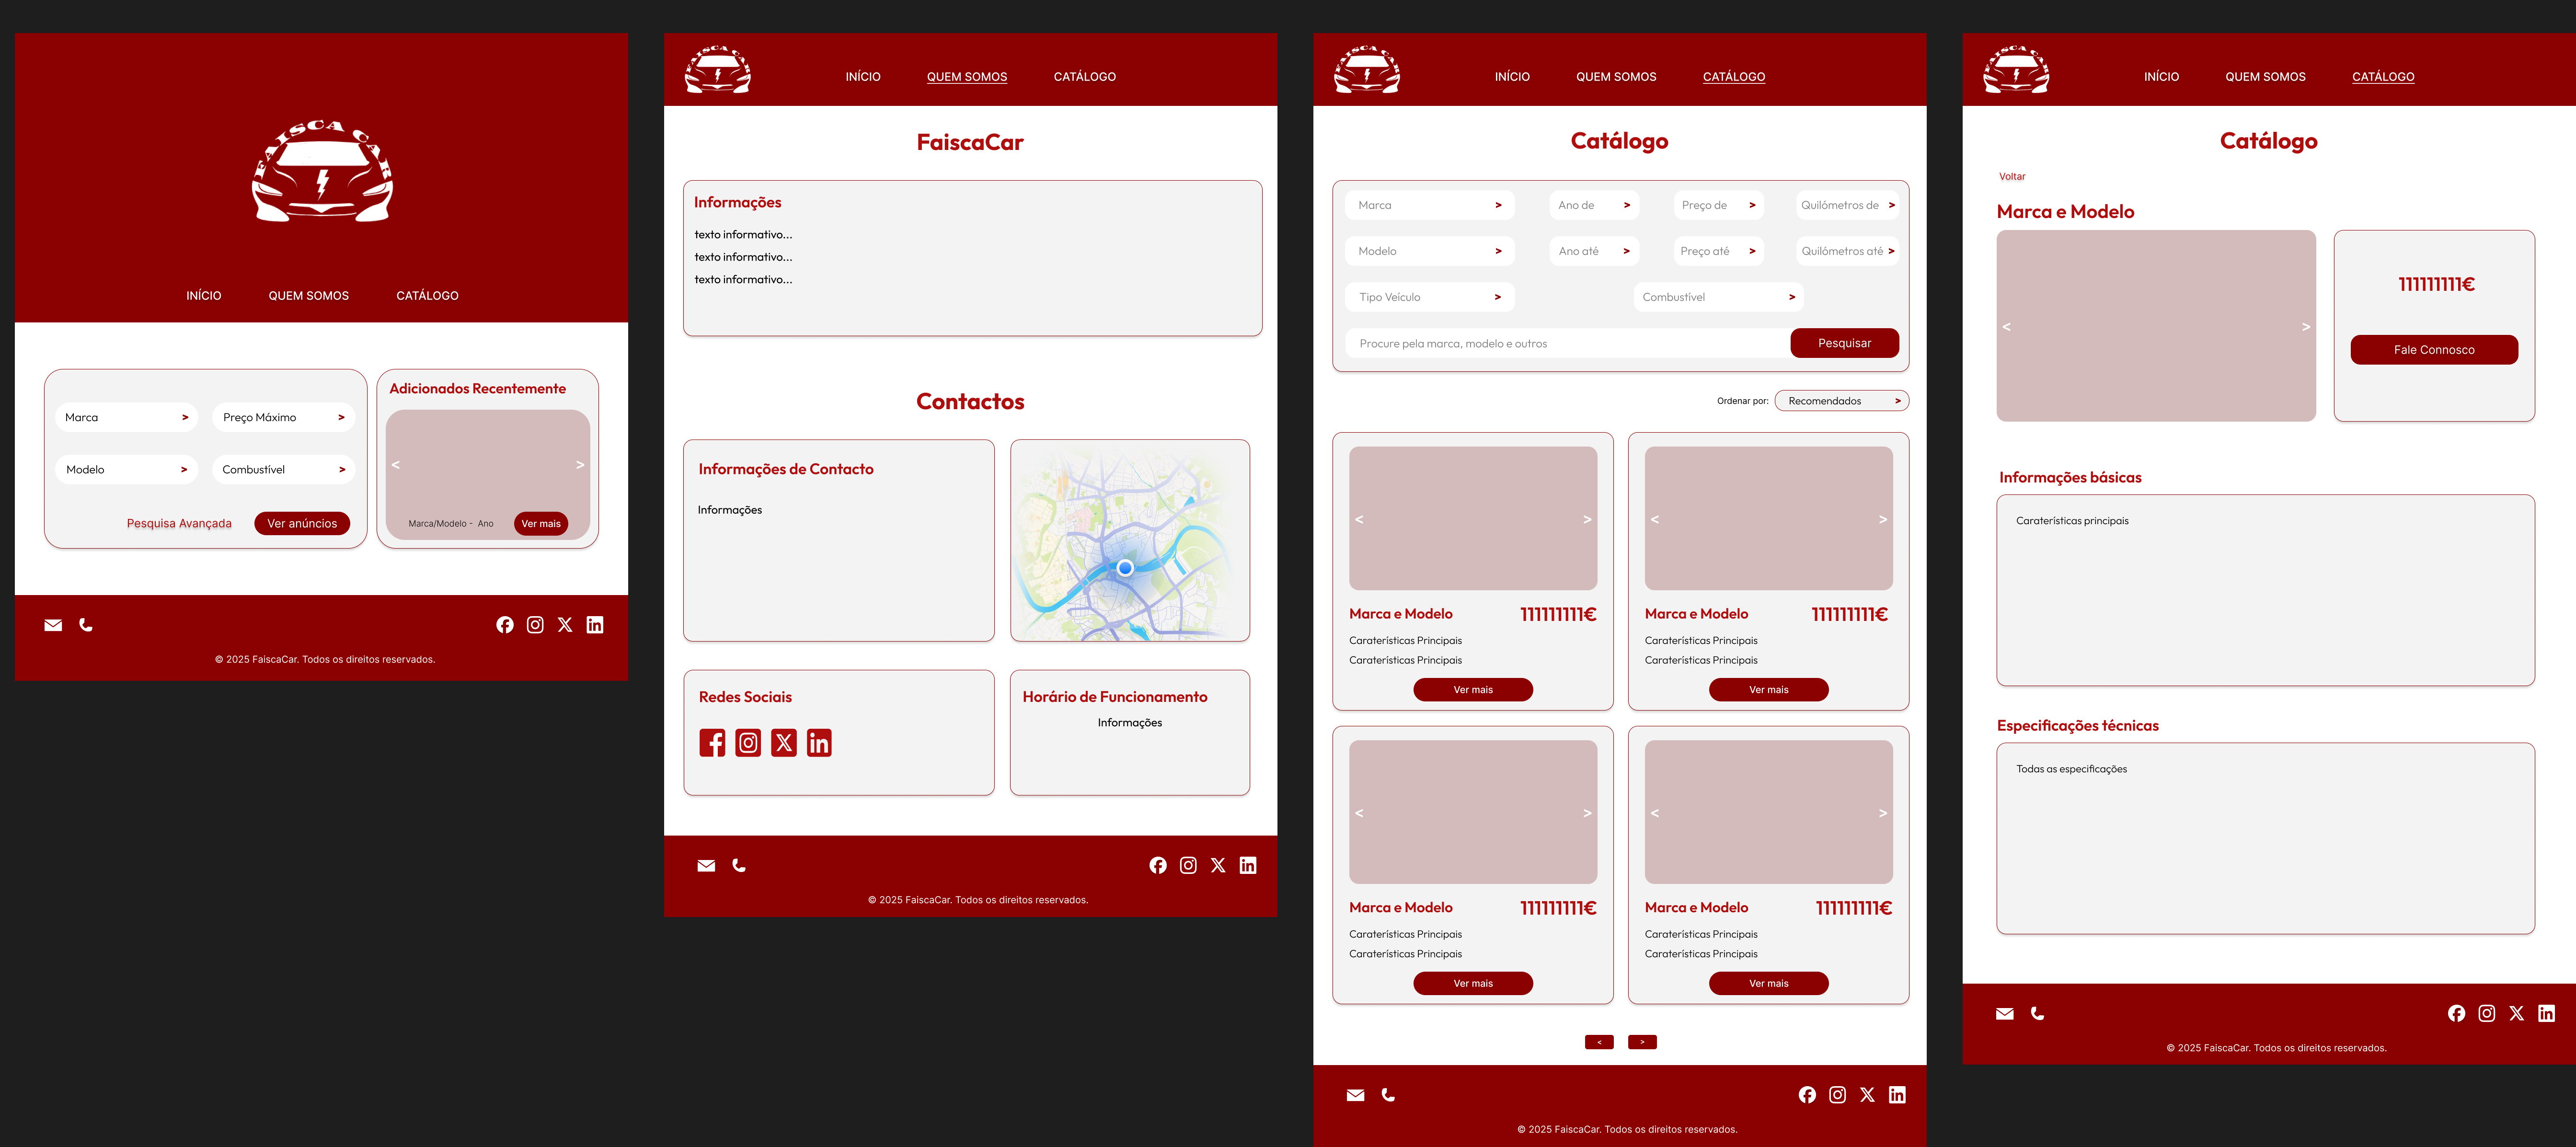 FAISCA CAR
INÍCIO QUEM SOMOS CATÁLOGO
Marca > Preço Máximo >
Modelo > Combustível >
Pesquisa Avançada Ver anúncios
Adicionados Recentemente
< >
Marca/Modelo - Ano Ver mais
© 2025 FaiscaCar. Todos os direitos reservados.
FAISCA CAR
INÍCIO QUEM SOMOS CATÁLOGO
FaiscaCar
Informações
texto informativo...
texto informativo...
texto informativo...
Contactos
Informações de Contacto
Informações
Redes Sociais
Horário de Funcionamento
Informações
© 2025 FaiscaCar. Todos os direitos reservados.
FAISCA CAR
INÍCIO QUEM SOMOS CATÁLOGO
Catálogo
Marca > Ano de > Preço de > Quilómetros de >
Modelo > Ano até > Preço até > Quilómetros até >
Tipo Veículo > Combustível >
Procure pela marca, modelo e outros Pesquisar
Ordenar por: Recomendados >
< >
Marca e Modelo 111111111€
Caraterísticas Principais
Caraterísticas Principais
Ver mais
< >
Marca e Modelo 111111111€
Caraterísticas Principais
Caraterísticas Principais
Ver mais
< >
Marca e Modelo 111111111€
Caraterísticas Principais
Caraterísticas Principais
Ver mais
< >
Marca e Modelo 111111111€
Caraterísticas Principais
Caraterísticas Principais
Ver mais
< >
© 2025 FaiscaCar. Todos os direitos reservados.
FAISCA CAR
INÍCIO QUEM SOMOS CATÁLOGO
Catálogo
Voltar
Marca e Modelo
< >
111111111€
Fale Connosco
Informações básicas
Caraterísticas principais
Especificações técnicas
Todas as especificações
© 2025 FaiscaCar. Todos os direitos reservados.